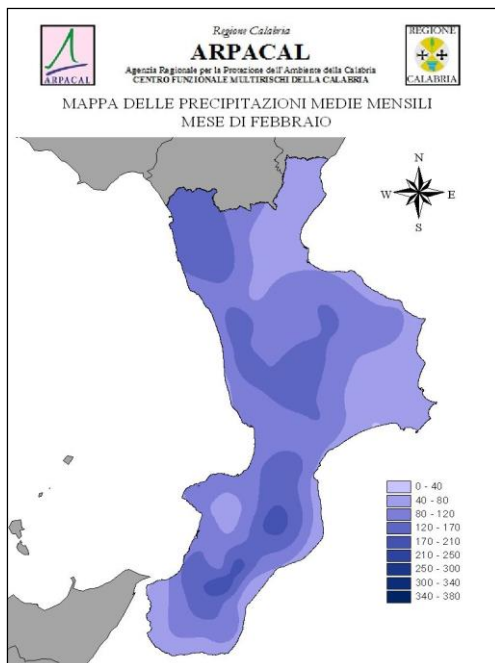 Regione Calabria
ARPACAL
Agenzia Regionale per la Protezione dell'Ambiente della Calabria
CENTRO FUNZIONALE MULTIRISCHI DELLA CALABRIA
ARPACAL
REGIONE
CALABRIA
MAPPA DELLE PRECIPITAZIONI MEDIE MENSILI
MESE DI FEBBRAIO
N
W E
S
0 - 40
40 - 80
80 - 120
120 - 170
170 - 210
210 - 250
250 - 300
300 - 340
340 - 380